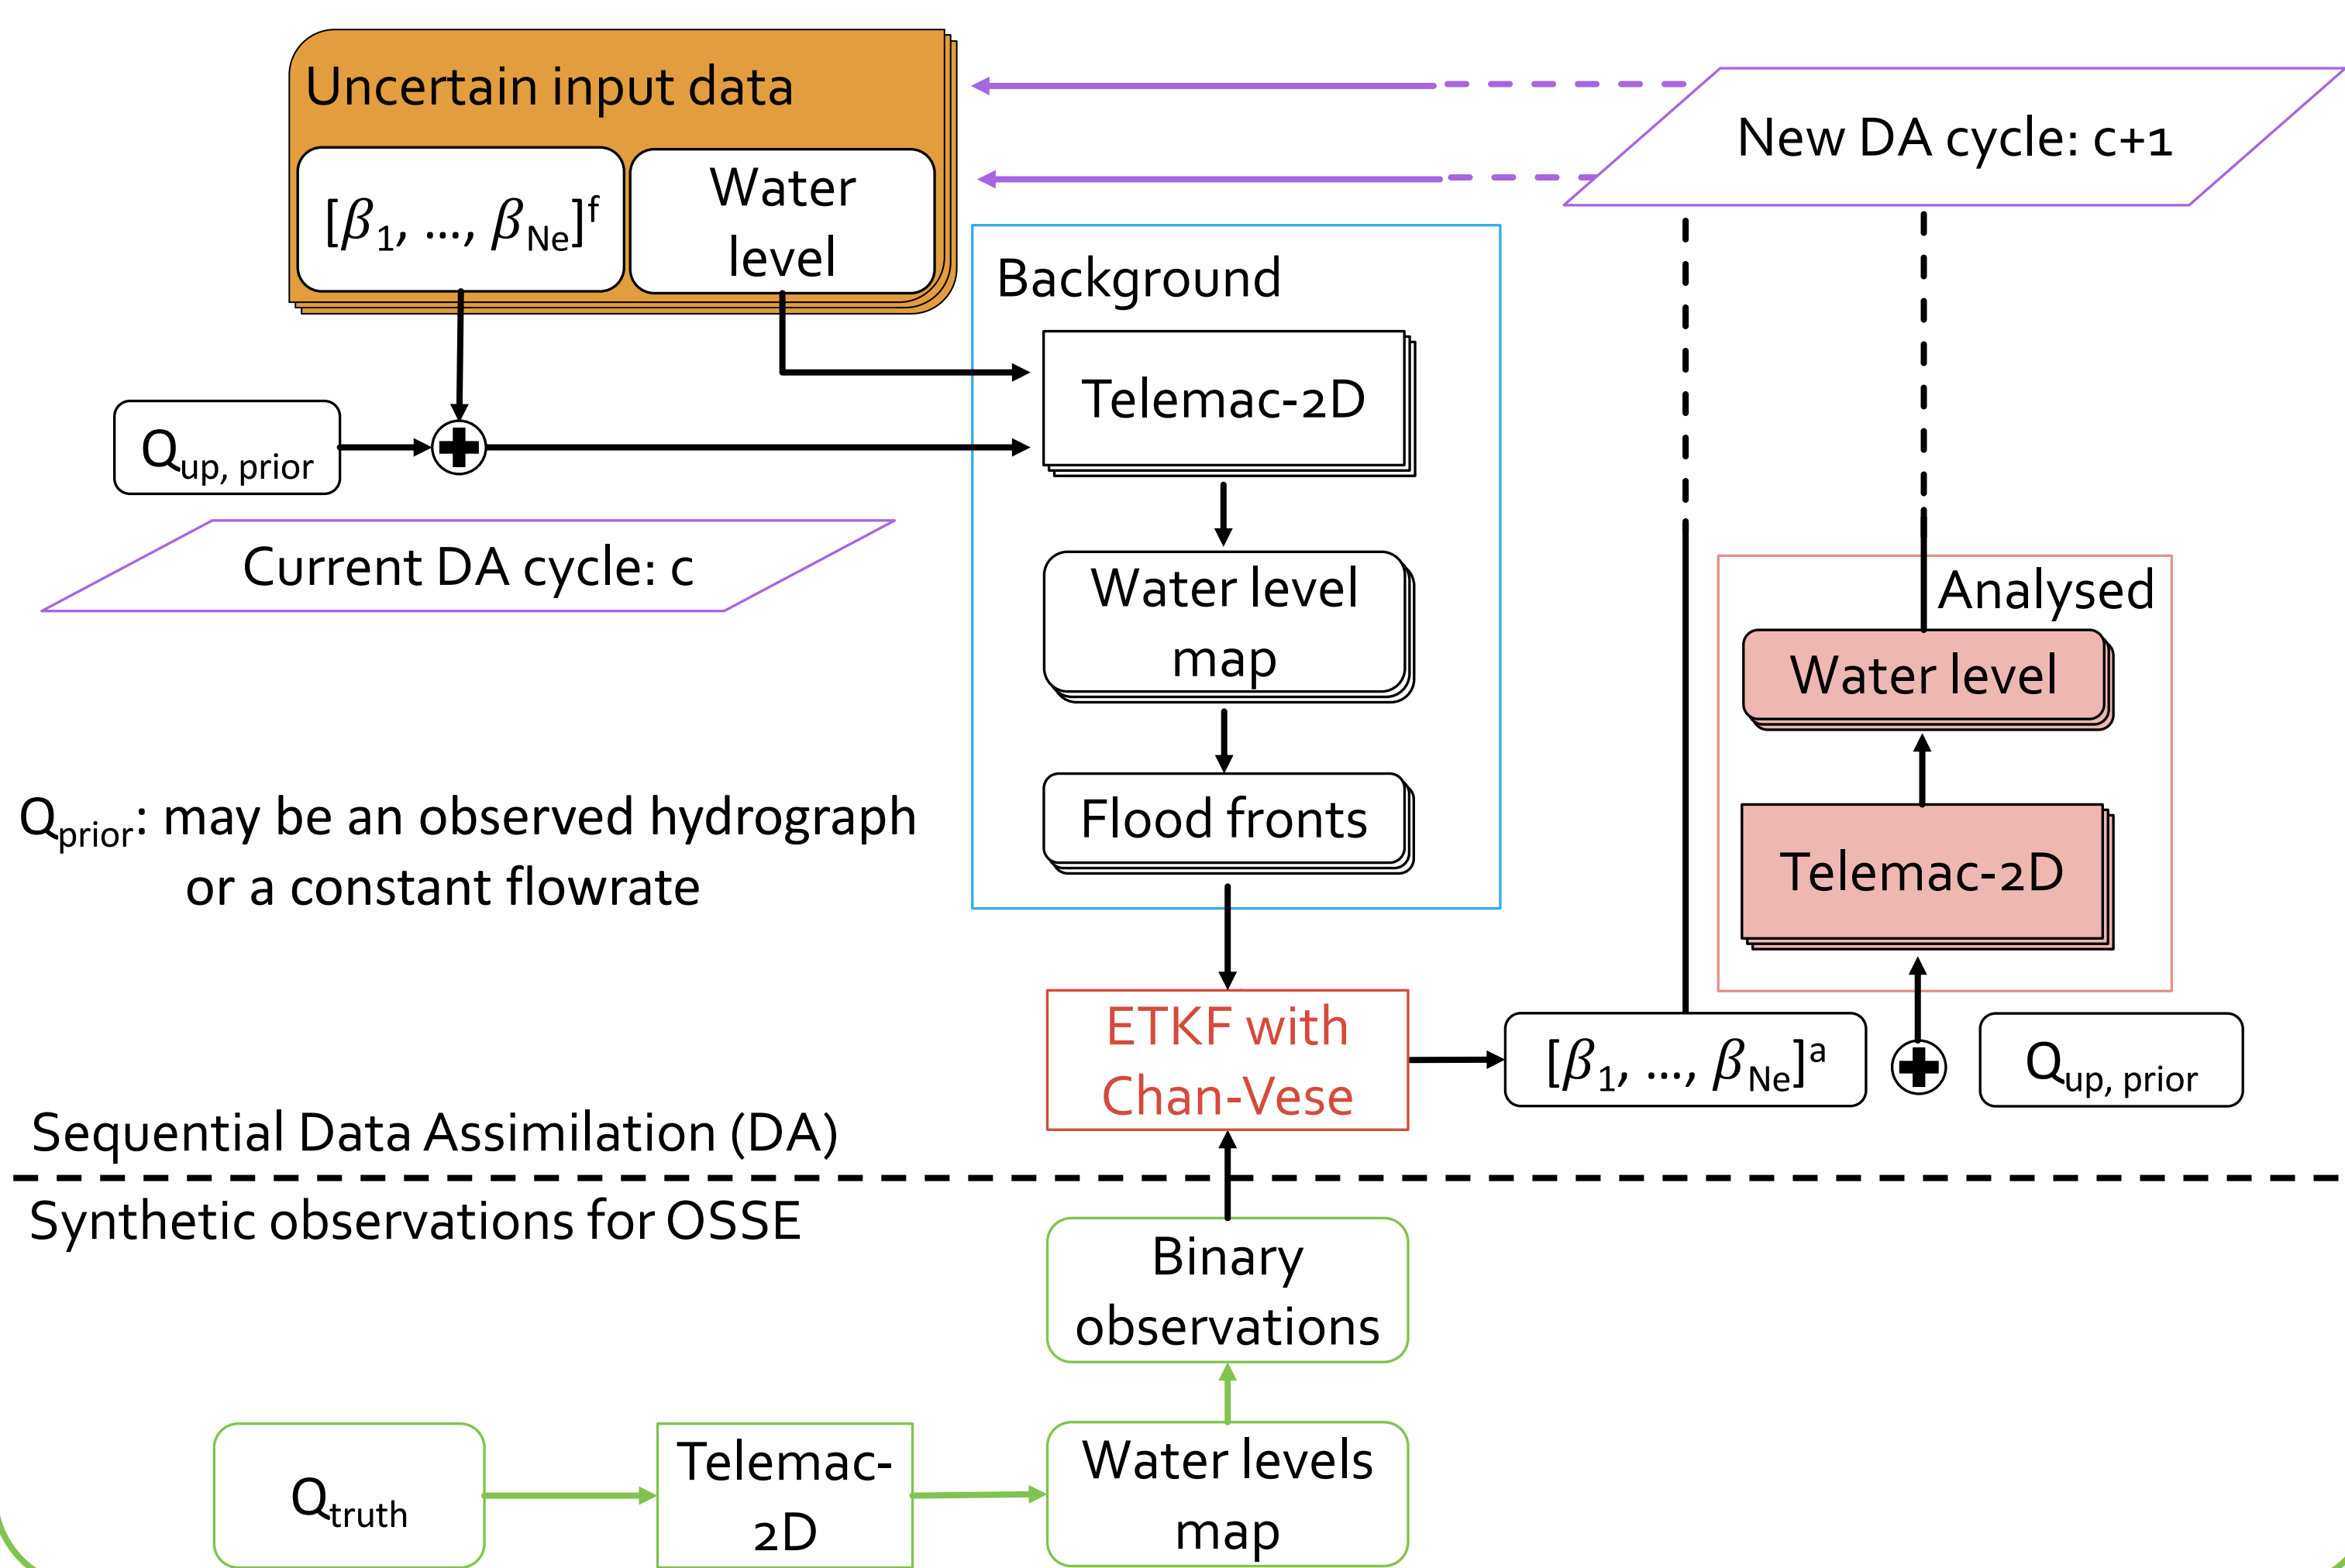 Uncertain input data
[β1, …, βNe]f
Water
level
New DA cycle: c+1
Background
Telemac-2D
Qup, prior
Current DA cycle: c
Water level
map
Analysed
Water level
Qprior: may be an observed hydrograph
or a constant flowrate
Flood fronts
Telemac-2D
ETKF with
Chan-Vese
[β1, …, βNe]a
Qup, prior
Sequential Data Assimilation (DA)
Synthetic observations for OSSE
Binary
observations
Qtruth
Telemac-
2D
Water levels
map